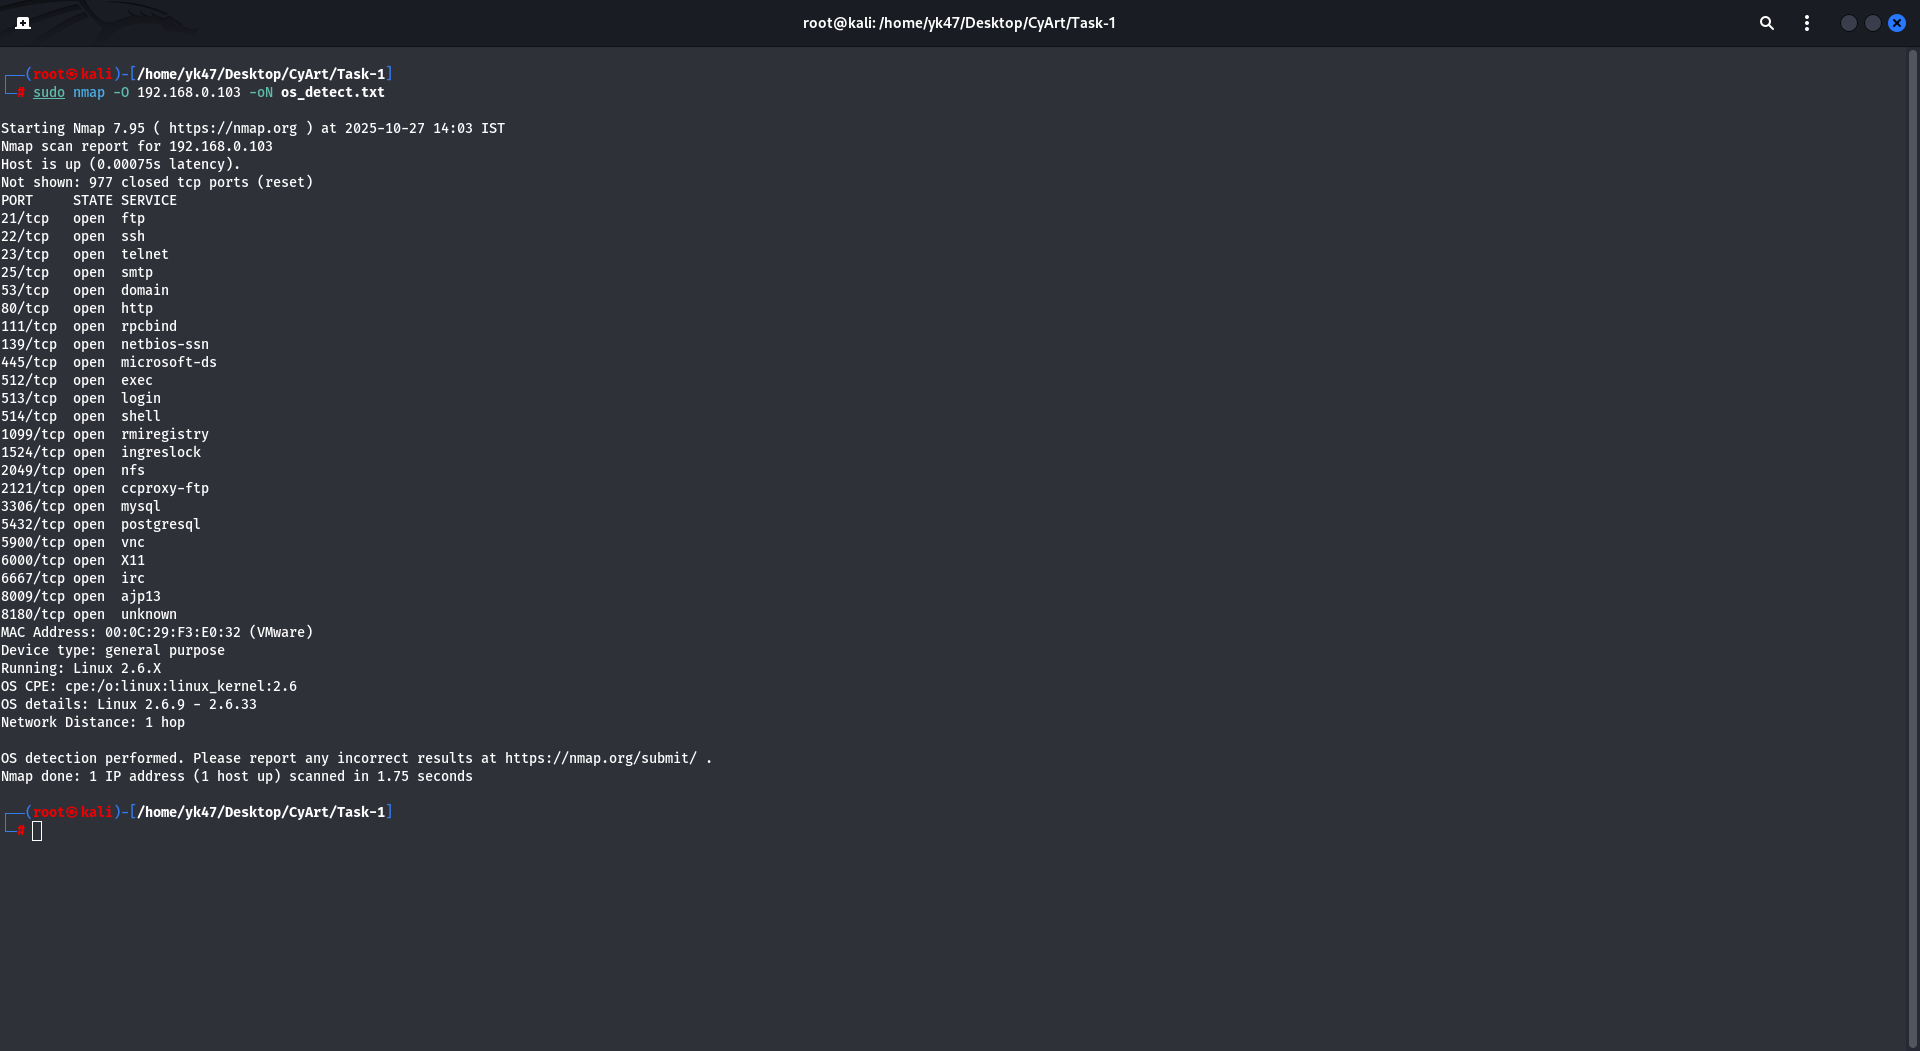 root@kali: /home/yk47/Desktop/CyArt/Task-1
(root㉿kali)-[/home/yk47/Desktop/CyArt/Task-1]
# sudo nmap -O 192.168.0.103 -oN os_detect.txt
Starting Nmap 7.95 ( https://nmap.org ) at 2025-10-27 14:03 IST
Nmap scan report for 192.168.0.103
Host is up (0.00075s latency).
Not shown: 977 closed tcp ports (reset)
PORT     STATE SERVICE
21/tcp   open  ftp
22/tcp   open  ssh
23/tcp   open  telnet
25/tcp   open  smtp
53/tcp   open  domain
80/tcp   open  http
111/tcp  open  rpcbind
139/tcp  open  netbios-ssn
445/tcp  open  microsoft-ds
512/tcp  open  exec
513/tcp  open  login
514/tcp  open  shell
1099/tcp open  rmiregistry
1524/tcp open  ingreslock
2049/tcp open  nfs
2121/tcp open  ccproxy-ftp
3306/tcp open  mysql
5432/tcp open  postgresql
5900/tcp open  vnc
6000/tcp open  X11
6667/tcp open  irc
8009/tcp open  ajp13
8180/tcp open  unknown
MAC Address: 00:0C:29:F3:E0:32 (VMware)
Device type: general purpose
Running: Linux 2.6.X
OS CPE: cpe:/o:linux:linux_kernel:2.6
OS details: Linux 2.6.9 - 2.6.33
Network Distance: 1 hop
OS detection performed. Please report any incorrect results at https://nmap.org/submit/ .
Nmap done: 1 IP address (1 host up) scanned in 1.75 seconds
(root㉿kali)-[/home/yk47/Desktop/CyArt/Task-1]
#